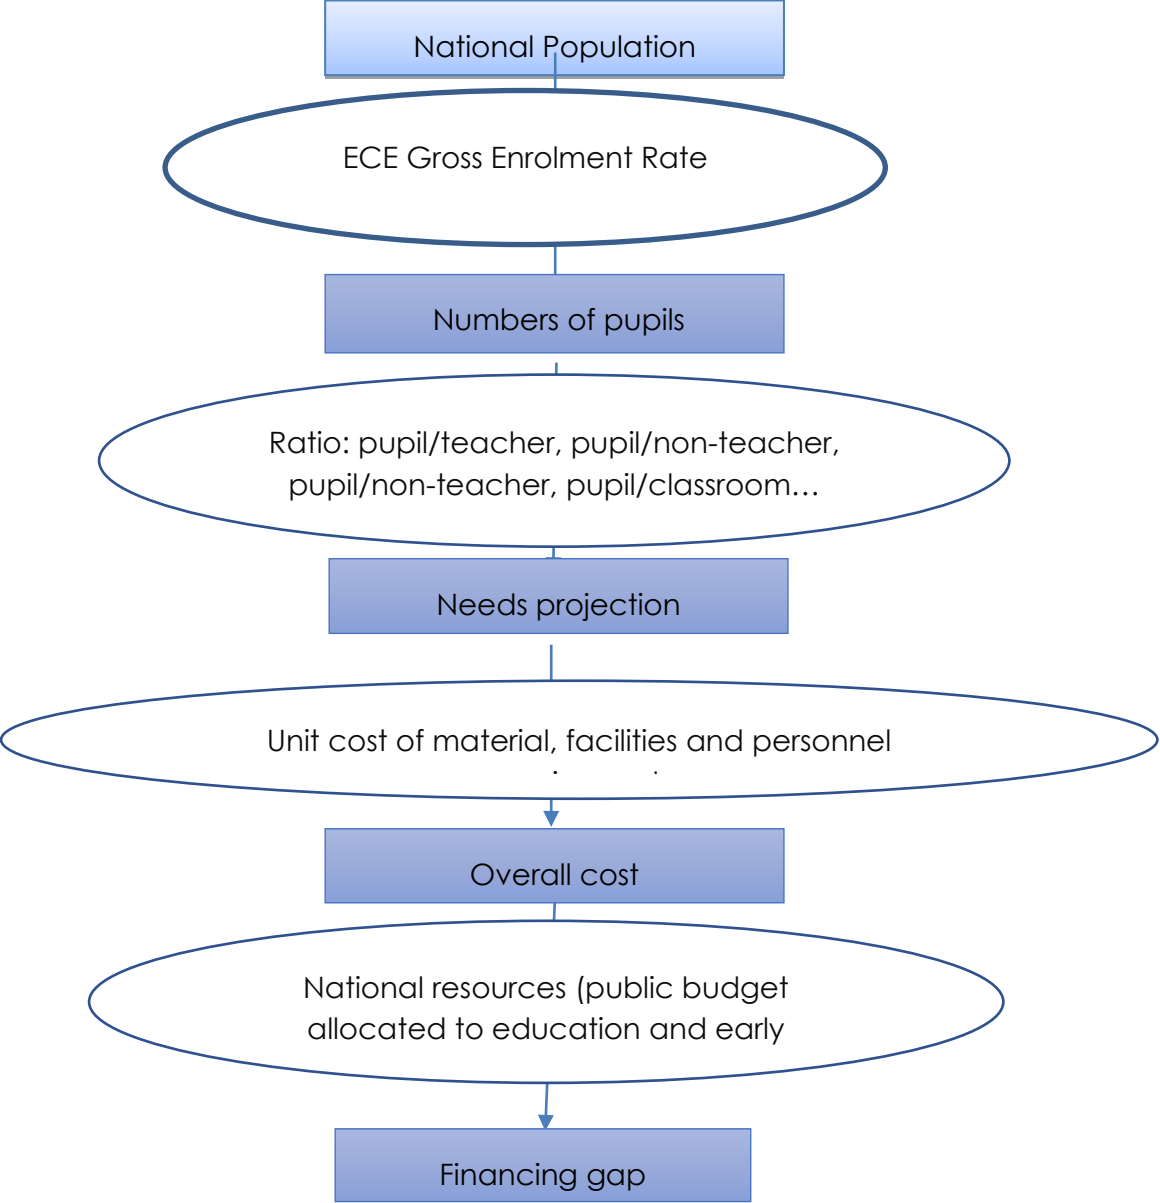 National Population
ECE Gross Enrolment Rate
Numbers of pupils
Ratio: pupil/teacher, pupil/non-teacher,
pupil/non-teacher, pupil/classroom…
Needs projection
Unit cost of material, facilities and personnel
Overall cost
National resources (public budget
allocated to education and early
Financing gap